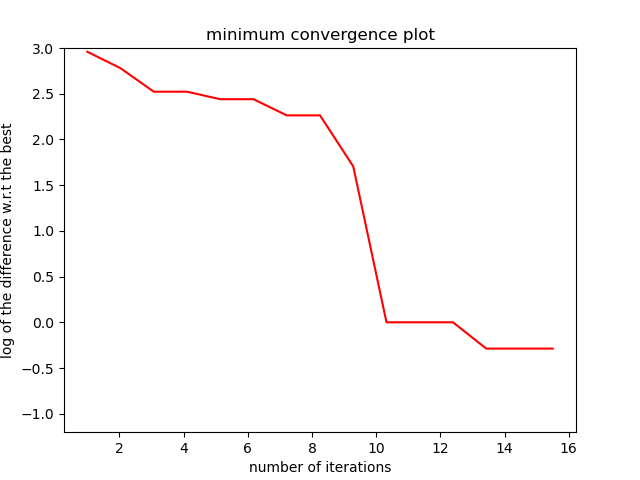 minimum convergence plot
log of the difference w.r.t the best
3.0
2.5
2.0
1.5
1.0
0.5
0.0
−0.5
−1.0
2 4 6 8 10 12 14 16
number of iterations